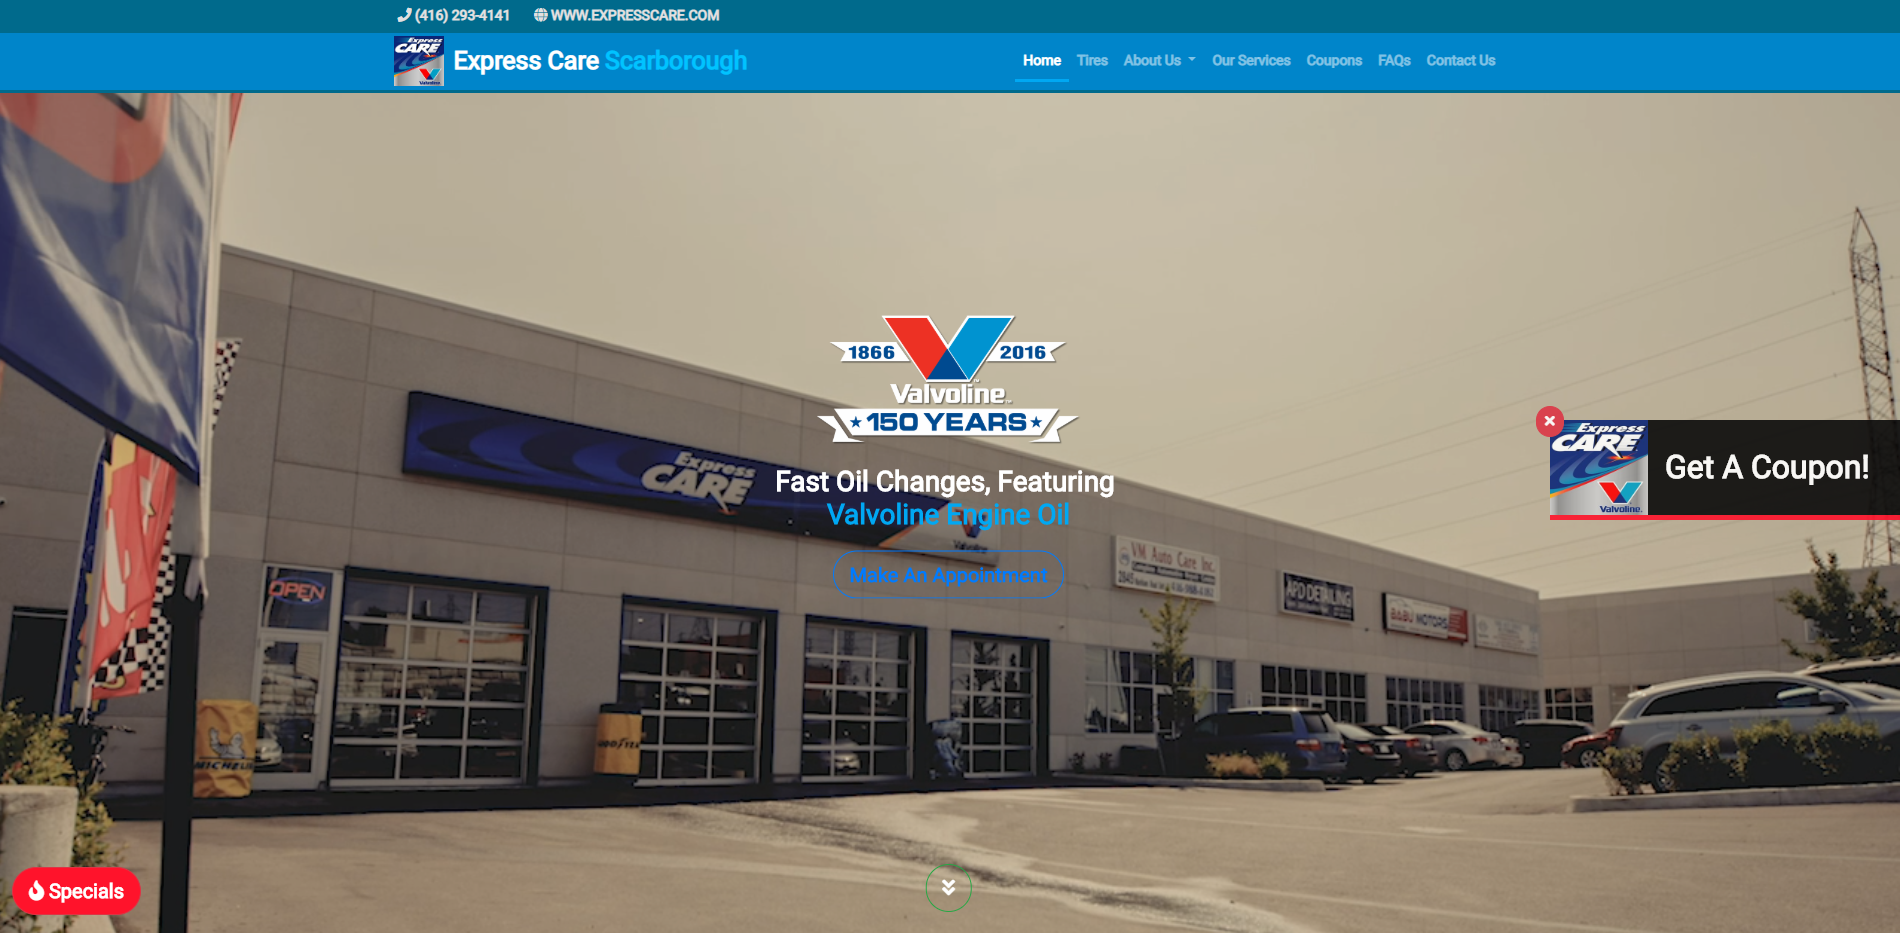 (416) 293-4141 WWW.EXPRESSCARE.COM
Express CARE Valvoline
Express Care Scarborough
Home Tires About Us Our Services Coupons FAQs Contact Us
1866 2016
Valvoline™
150 YEARS
Express
CARE
Fast Oil Changes, Featuring
Valvoline Engine Oil
Valvoline
Make An Appointment
Express
CARE
Valvoline
Get A Coupon!
VM Auto Care Inc.
APD DETAILING
BABU MOTORS
OPEN
MICHELIN
GOODYEAR
Specials